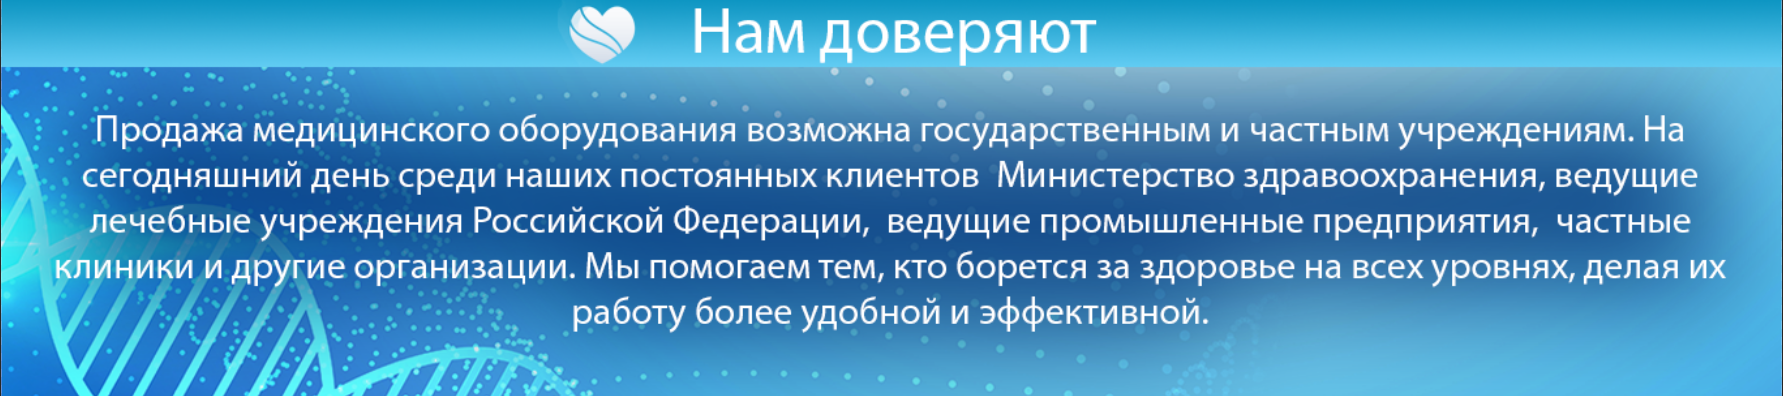 Нам доверяют
Продажа медицинского оборудования возможна государственным и частным учреждениям. На
сегодняшний день среди наших постоянных клиентов Министерство здравоохранения, ведущие
лечебные учреждения Российской Федерации, ведущие промышленные предприятия, частные
клиники и другие организации. Мы помогаем тем, кто борется за здоровье на всех уровнях, делая их
работу более удобной и эффективной.